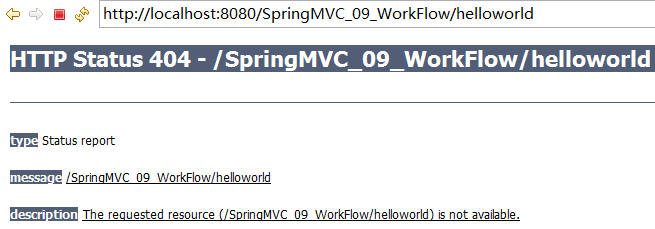 http://localhost:8080/SpringMVC_09_WorkFlow/helloworld
HTTP Status 404 - /SpringMVC_09_WorkFlow/helloworld
type Status report
message /SpringMVC_09_WorkFlow/helloworld
description The requested resource (/SpringMVC_09_WorkFlow/helloworld) is not available.